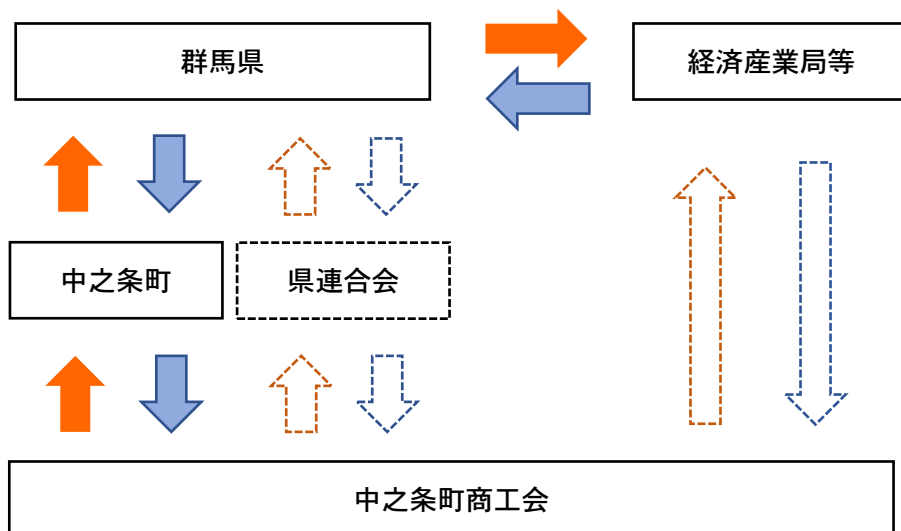 群馬県
経済産業局等
中之条町
県連合会
中之条町商工会